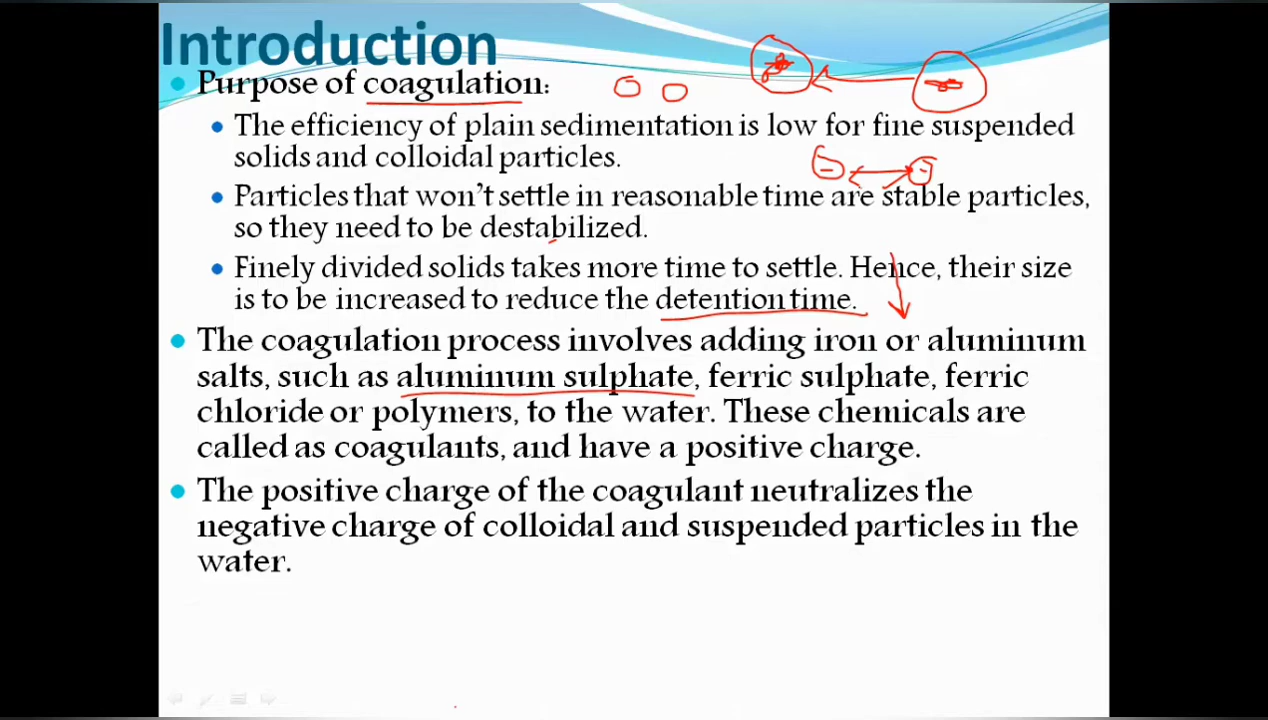 Introduction
• Purpose of coagulation:
• The efficiency of plain sedimentation is low for fine suspended
solids and colloidal particles.
• Particles that won't settle in reasonable time are stable particles,
so they need to be destabilized.
• Finely divided solids takes more time to settle. Hence, their size
is to be increased to reduce the detention time.
• The coagulation process involves adding iron or aluminum
salts, such as aluminum sulphate, ferric sulphate, ferric
chloride or polymers, to the water. These chemicals are
called as coagulants, and have a positive charge.
• The positive charge of the coagulant neutralizes the
negative charge of colloidal and suspended particles in the
water.